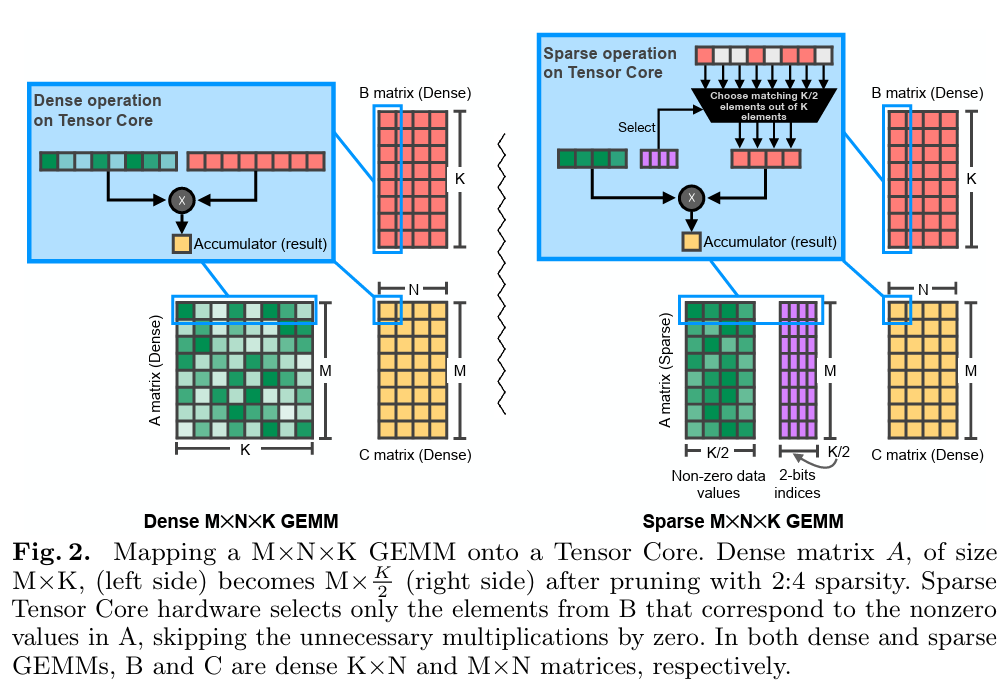 Dense operation
on Tensor Core
B matrix (Dense)
K
X
Accumulator (result)
N
A matrix (Dense)
M
M
K
C matrix (Dense)
Dense M×N×K GEMM
Sparse operation
on Tensor Core
Choose matching K/2
elements out of K
elements
Select
B matrix (Dense)
K
X
Accumulator (result)
N
A matrix (Sparse)
M
M
K/2
K/2
Non-zero data
values
2-bits
indices
C matrix (Dense)
Sparse M×N×K GEMM
Fig. 2. Mapping a M×N×K GEMM onto a Tensor Core. Dense matrix A, of size
M×K, (left side) becomes M×K/2 (right side) after pruning with 2:4 sparsity. Sparse
Tensor Core hardware selects only the elements from B that correspond to the nonzero
values in A, skipping the unnecessary multiplications by zero. In both dense and sparse
GEMMs, B and C are dense K×N and M×N matrices, respectively.